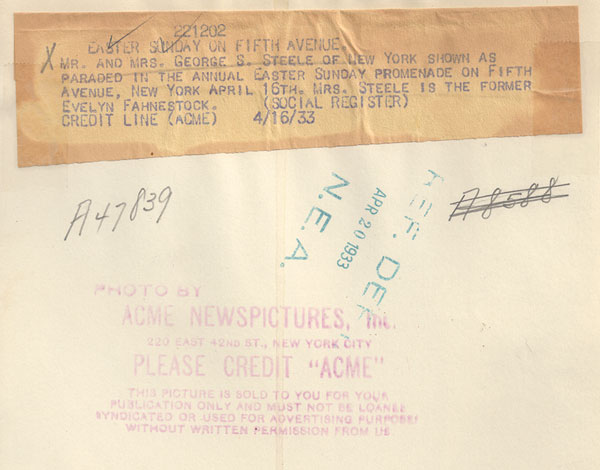 221202
EASTER SUNDAY ON FIFTH AVENUE.
X MR. AND MRS. GEORGE S. STEELE OF NEW YORK SHOWN AS
PARADED IN THE ANNUAL EASTER SUNDAY PROMENADE ON FIFTH
AVENUE, NEW YORK APRIL 16TH. MRS. STEELE IS THE FORMER
EVELYN FAHNESTOCK. (SOCIAL REGISTER)
CREDIT LINE (ACME) 4/16/33
A47839
A8588
REF. DEP
APR 20 1933
N.E.A.
PHOTO BY
ACME NEWSPICTURES, Inc.
220 EAST 42ND ST., NEW YORK CITY
PLEASE CREDIT "ACME"
THIS PICTURE IS SOLD TO YOU FOR YOUR
PUBLICATION ONLY AND MUST NOT BE LOANED
SYNDICATED OR USED FOR ADVERTISING PURPOSES
WITHOUT WRITTEN PERMISSION FROM US.